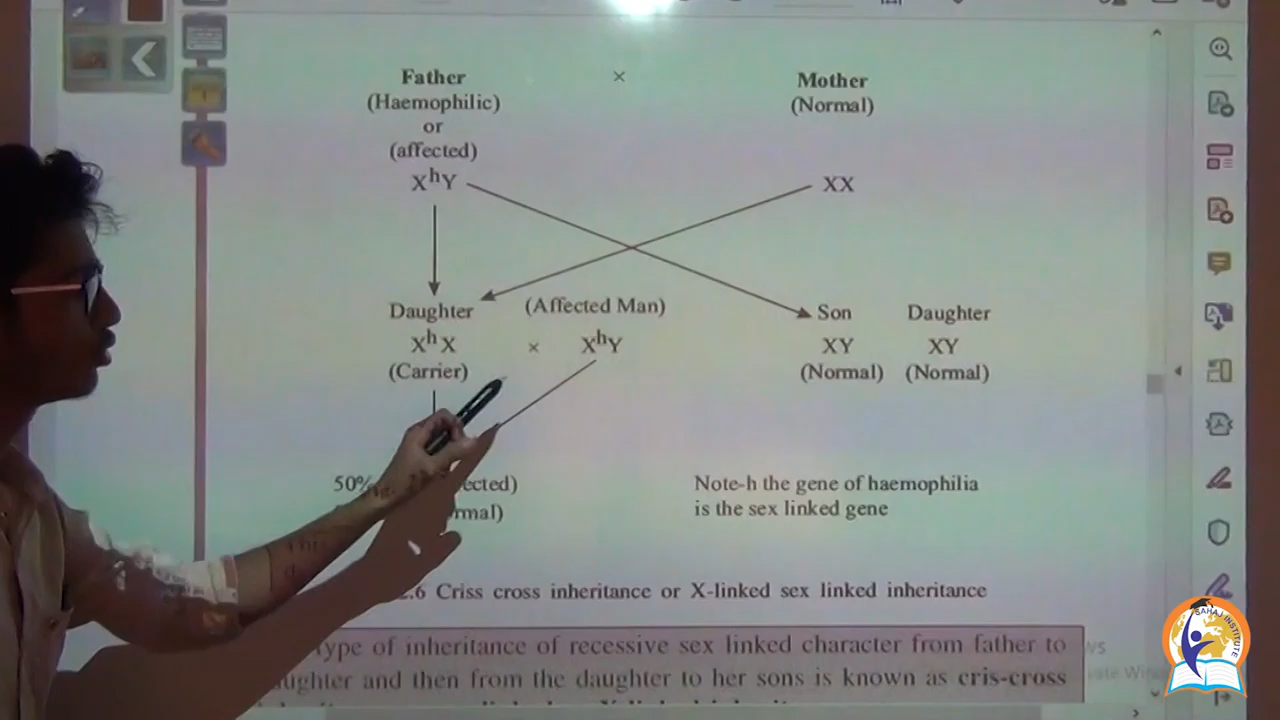 Father × Mother
(Haemophilic) (Normal)
or
(affected)
XʰY XX
Daughter (Affected Man) Son Daughter
Xʰ X × XʰY XY XY
(Carrier) (Normal) (Normal)
50% ected) Note-h the gene of haemophilia
rmal) is the sex linked gene
.6 Criss cross inheritance or X-linked sex linked inheritance
type of inheritance of recessive sex linked character from father to
ughter and then from the daughter to her sons is known as cris-cross
SAHAJ INSTITUTE